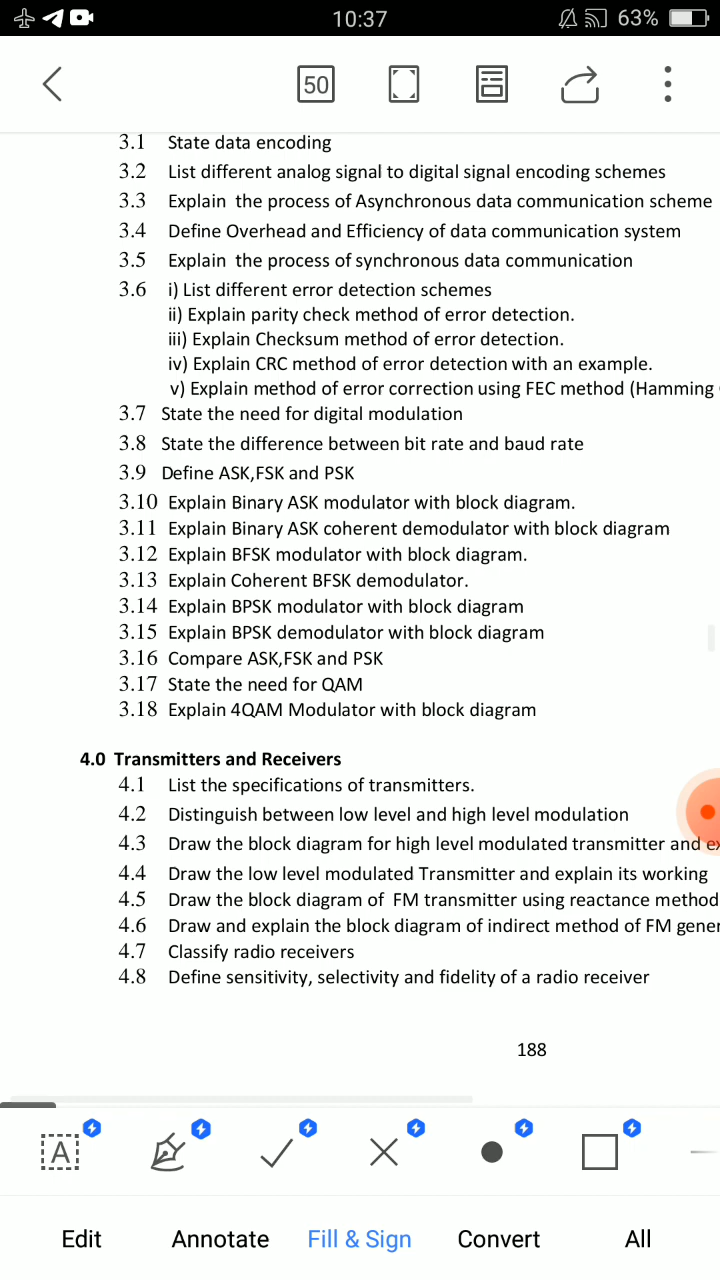 10:37
63%
50
3.1 State data encoding
3.2 List different analog signal to digital signal encoding schemes
3.3 Explain the process of Asynchronous data communication scheme
3.4 Define Overhead and Efficiency of data communication system
3.5 Explain the process of synchronous data communication
3.6 i) List different error detection schemes
ii) Explain parity check method of error detection.
iii) Explain Checksum method of error detection.
iv) Explain CRC method of error detection with an example.
v) Explain method of error correction using FEC method (Hamming
3.7 State the need for digital modulation
3.8 State the difference between bit rate and baud rate
3.9 Define ASK,FSK and PSK
3.10 Explain Binary ASK modulator with block diagram.
3.11 Explain Binary ASK coherent demodulator with block diagram
3.12 Explain BFSK modulator with block diagram.
3.13 Explain Coherent BFSK demodulator.
3.14 Explain BPSK modulator with block diagram
3.15 Explain BPSK demodulator with block diagram
3.16 Compare ASK,FSK and PSK
3.17 State the need for QAM
3.18 Explain 4QAM Modulator with block diagram
4.0 Transmitters and Receivers
4.1 List the specifications of transmitters.
4.2 Distinguish between low level and high level modulation
4.3 Draw the block diagram for high level modulated transmitter and
4.4 Draw the low level modulated Transmitter and explain its working
4.5 Draw the block diagram of FM transmitter using reactance method
4.6 Draw and explain the block diagram of indirect method of FM gener
4.7 Classify radio receivers
4.8 Define sensitivity, selectivity and fidelity of a radio receiver
188
A
Edit Annotate Fill & Sign Convert All